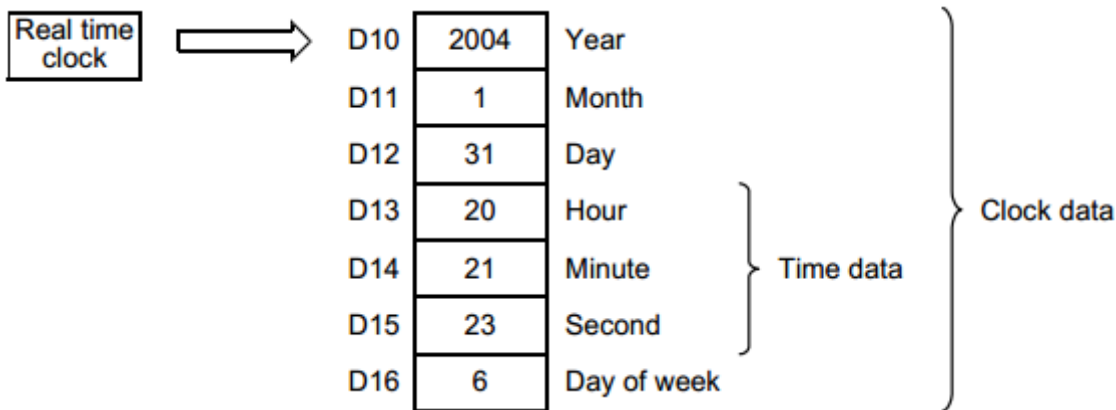 Real time
clock
D10 2004 Year
D11 1 Month
D12 31 Day
D13 20 Hour
Clock data
D14 21 Minute
Time data
D15 23 Second
D16 6 Day of week